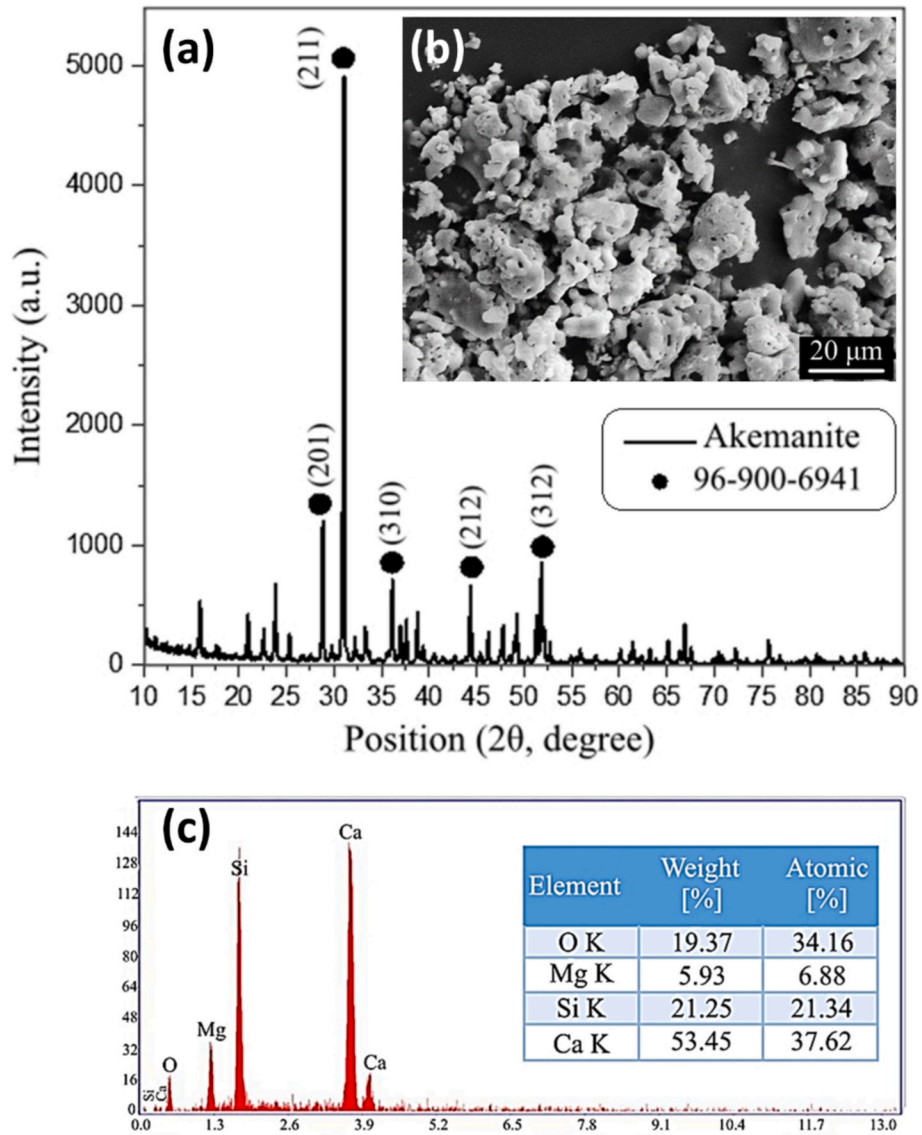 (a)
(b)
(211)
(201)
(310)
(212)
(312)
5000
4000
3000
2000
1000
0
Intensity (a.u.)
20 μm
Akemanite
96-900-6941
10 15 20 25 30 35 40 45 50 55 60 65 70 75 80 85 90
Position (2θ, degree)
(c)
144
128
112
96
80
64
48
32
16
0
Si
Ca
O
Mg
Si
Ca
Ca
0.0 1.3 2.6 3.9 5.2 6.5 7.8 9.1 10.4 11.7 13.0
Element Weight [%] Atomic [%]
O K 19.37 34.16
Mg K 5.93 6.88
Si K 21.25 21.34
Ca K 53.45 37.62